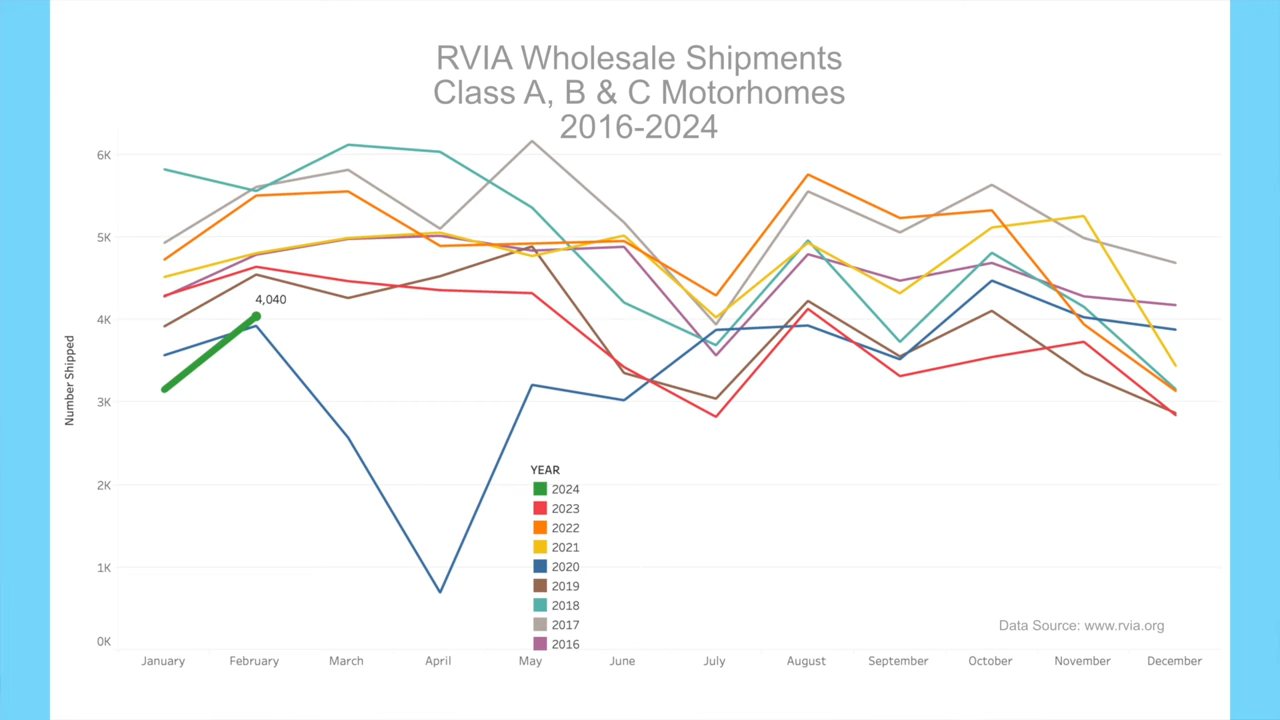 RVIA Wholesale Shipments
Class A, B & C Motorhomes
2016-2024
6K
5K
4K
3K
2K
1K
0K
Number Shipped
4,040
YEAR
2024
2023
2022
2021
2020
2019
2018
2017
2016
Data Source: www.rvia.org
January February March April May June July August September October November December